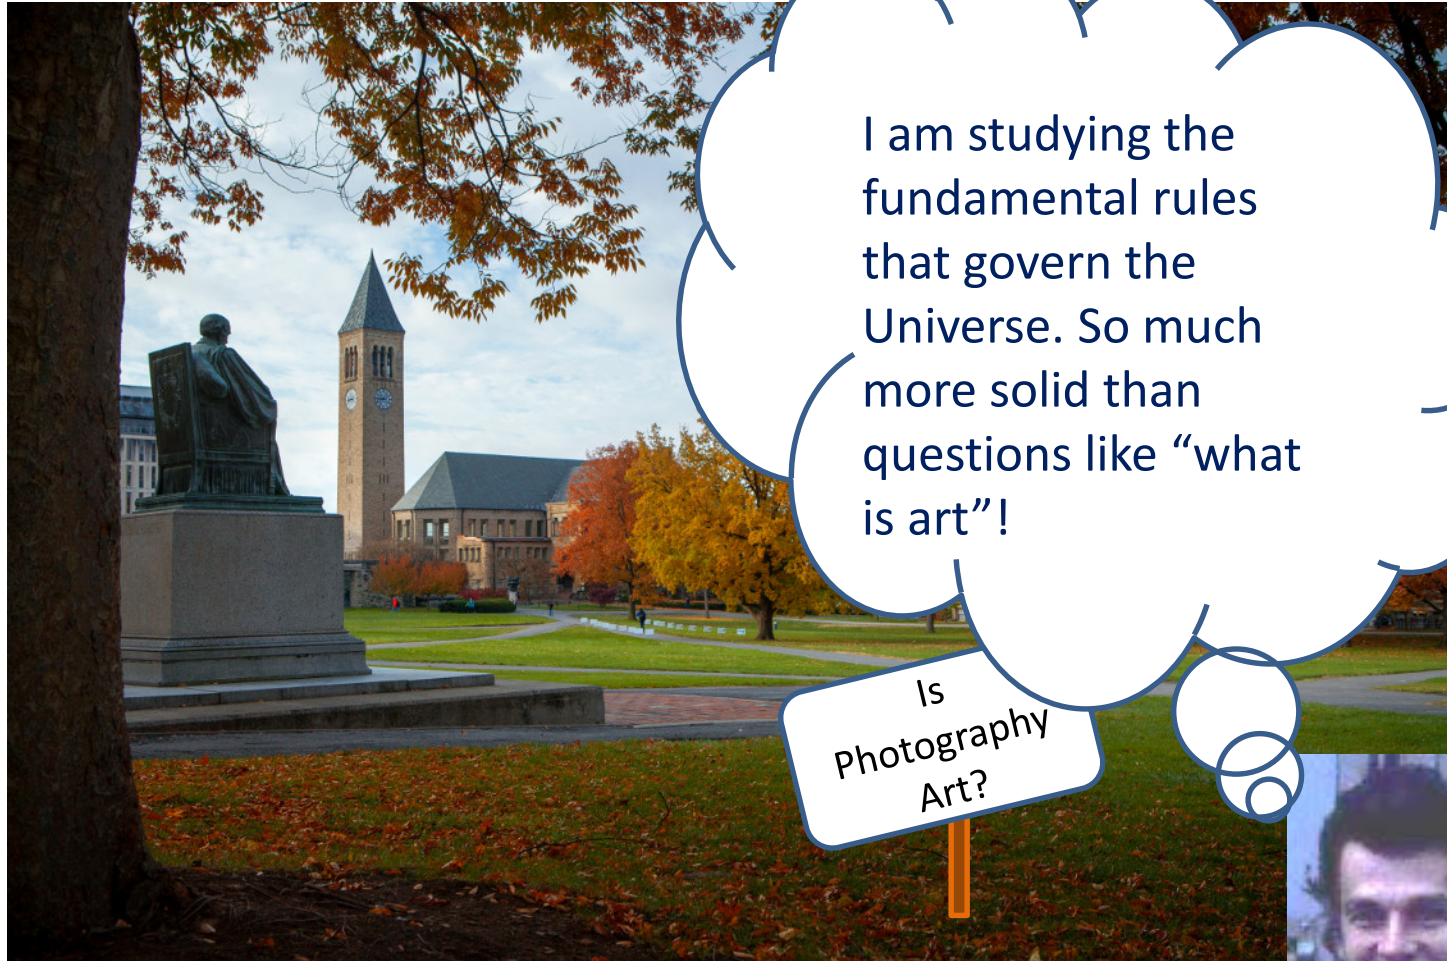 I am studying the
fundamental rules
that govern the
Universe. So much
more solid than
questions like “what
is art”!
Is
Photography
Art?